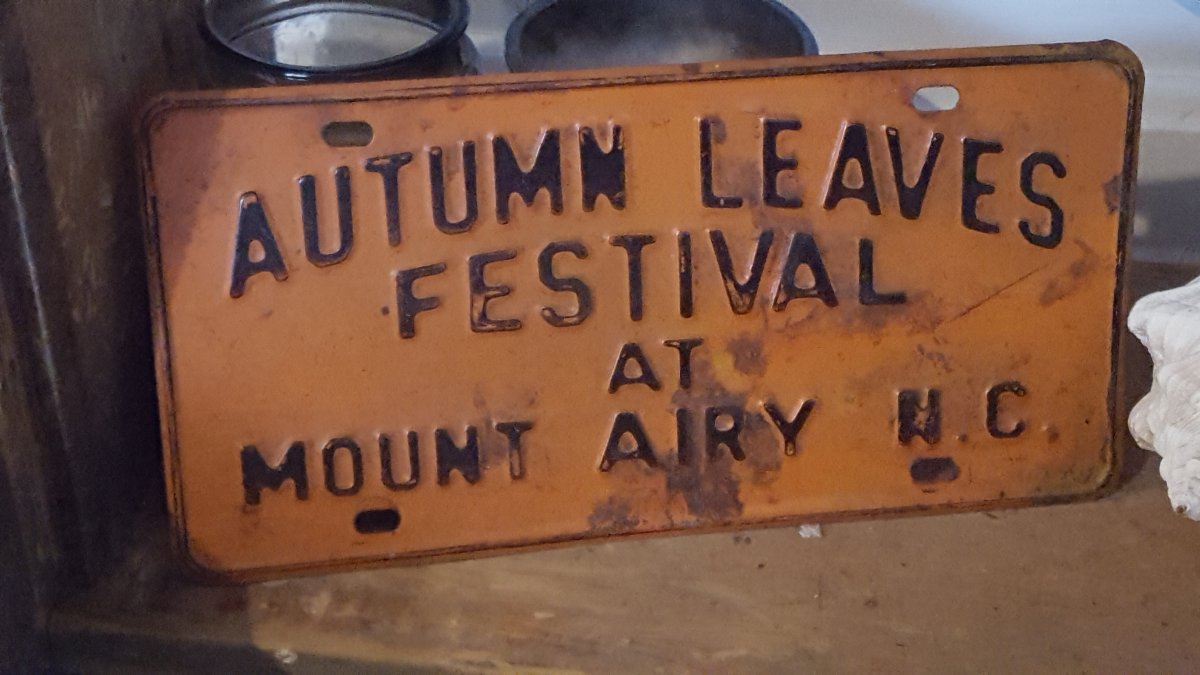 AUTUMN LEAVES
FESTIVAL
AT
MOUNT AIRY N.C.